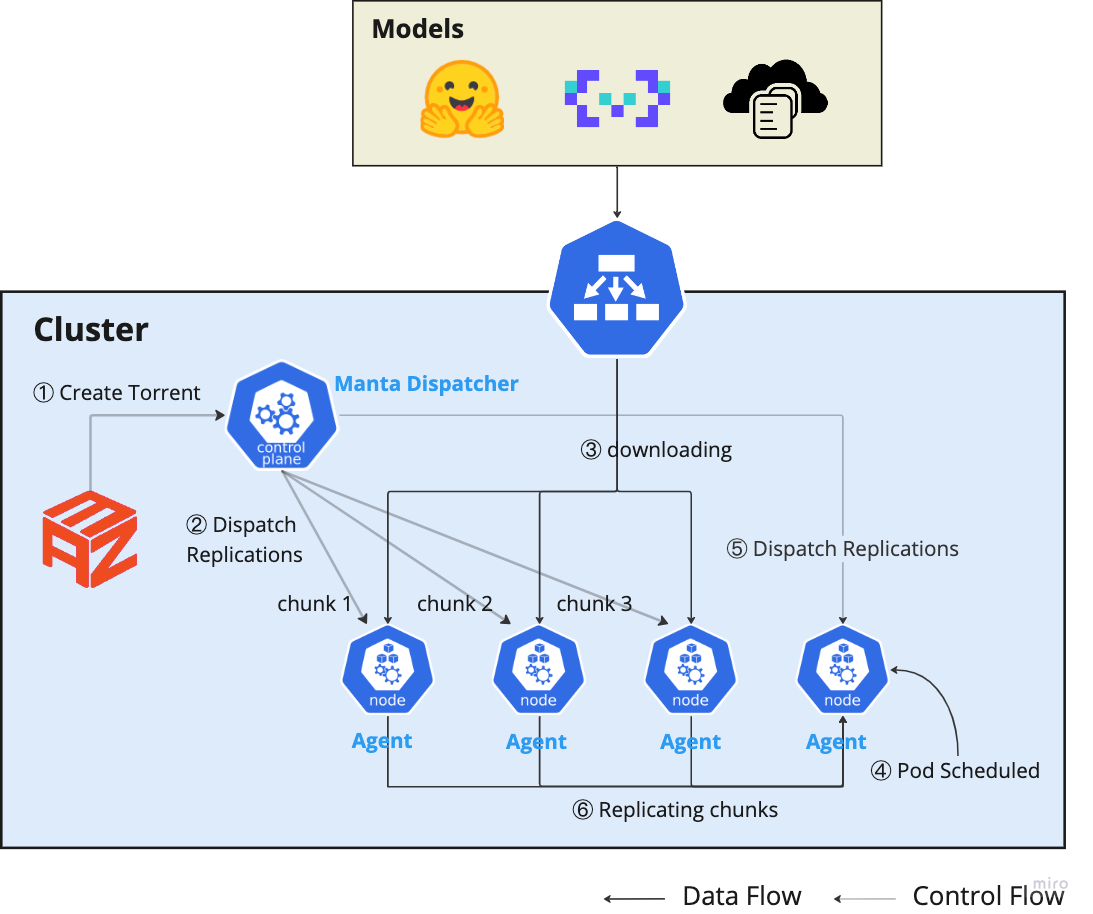 Models
Cluster
① Create Torrent
Manta Dispatcher
control
plane
③ downloading
② Dispatch
Replications
⑤ Dispatch Replications
chunk 1
chunk 2
chunk 3
node
node
node
node
Agent
Agent
Agent
Agent
④ Pod Scheduled
⑥ Replicating chunks
miro
Data Flow
Control Flow